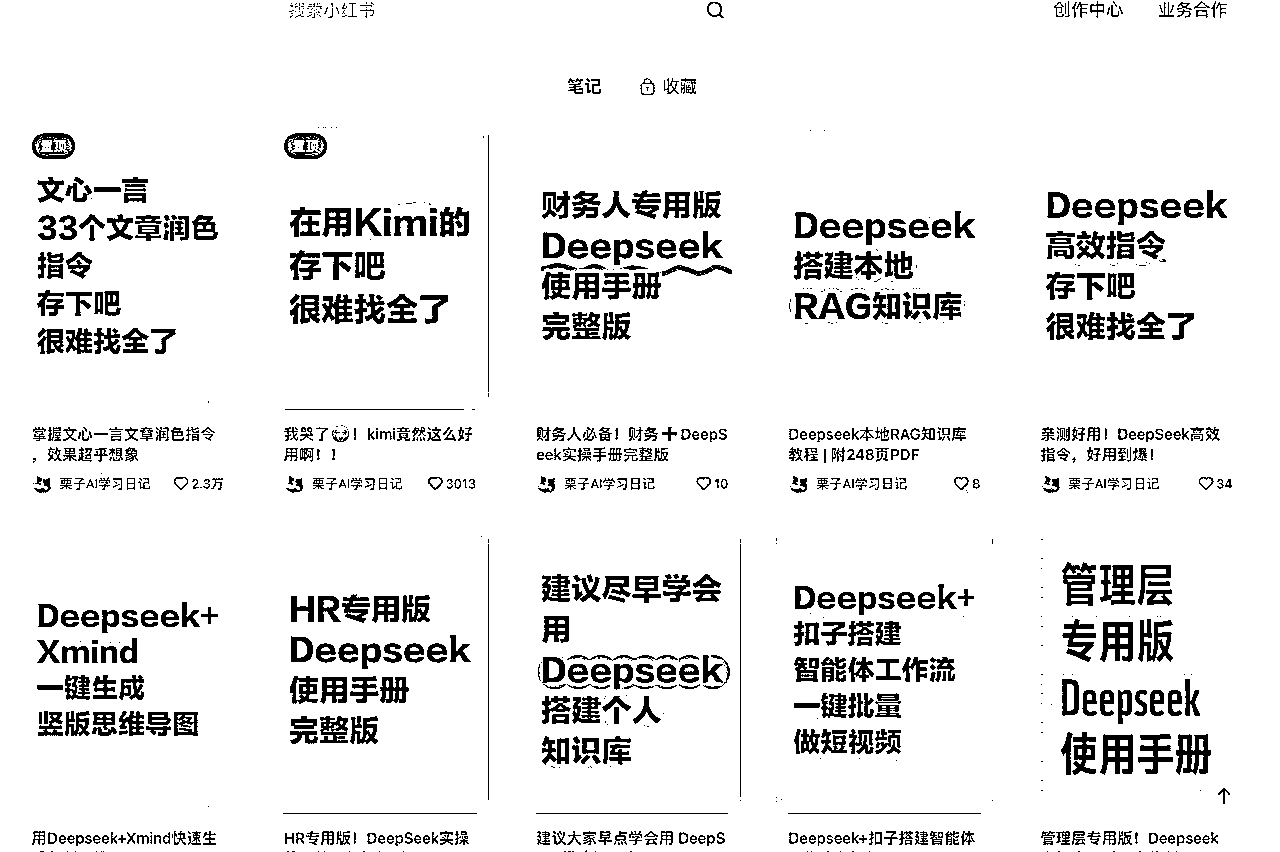 搜索小红书
创作中心 业务合作
笔记 收藏
置顶
文心一言
33个文章润色
指令
存下吧
很难找全了
掌握文心一言文章润色指令
，效果超乎想象
栗子AI学习日记 2.3万
置顶
在用Kimi的
存下吧
很难找全了
我哭了😭！kimi竟然这么好
用啊！！
栗子AI学习日记 3013
财务人专用版
Deepseek
使用手册
完整版
财务人必备！财务➕DeepS
eek实操手册完整版
栗子AI学习日记 10
Deepseek
搭建本地
RAG知识库
Deepseek本地RAG知识库
教程 | 附248页PDF
栗子AI学习日记 8
Deepseek
高效指令
存下吧
很难找全了
亲测好用！DeepSeek高效
指令，好用到爆！
栗子AI学习日记 34
Deepseek+
Xmind
一键生成
竖版思维导图
用Deepseek+Xmind快速生
HR专用版
Deepseek
使用手册
完整版
HR专用版！DeepSeek实操
建议尽早学会
用
Deepseek
搭建个人
知识库
建议大家早点学会用 DeepS
Deepseek+
扣子搭建
智能体工作流
一键批量
做短视频
Deepseek+扣子搭建智能体
管理层
专用版
Deepseek
使用手册
管理层专用版！Deepseek